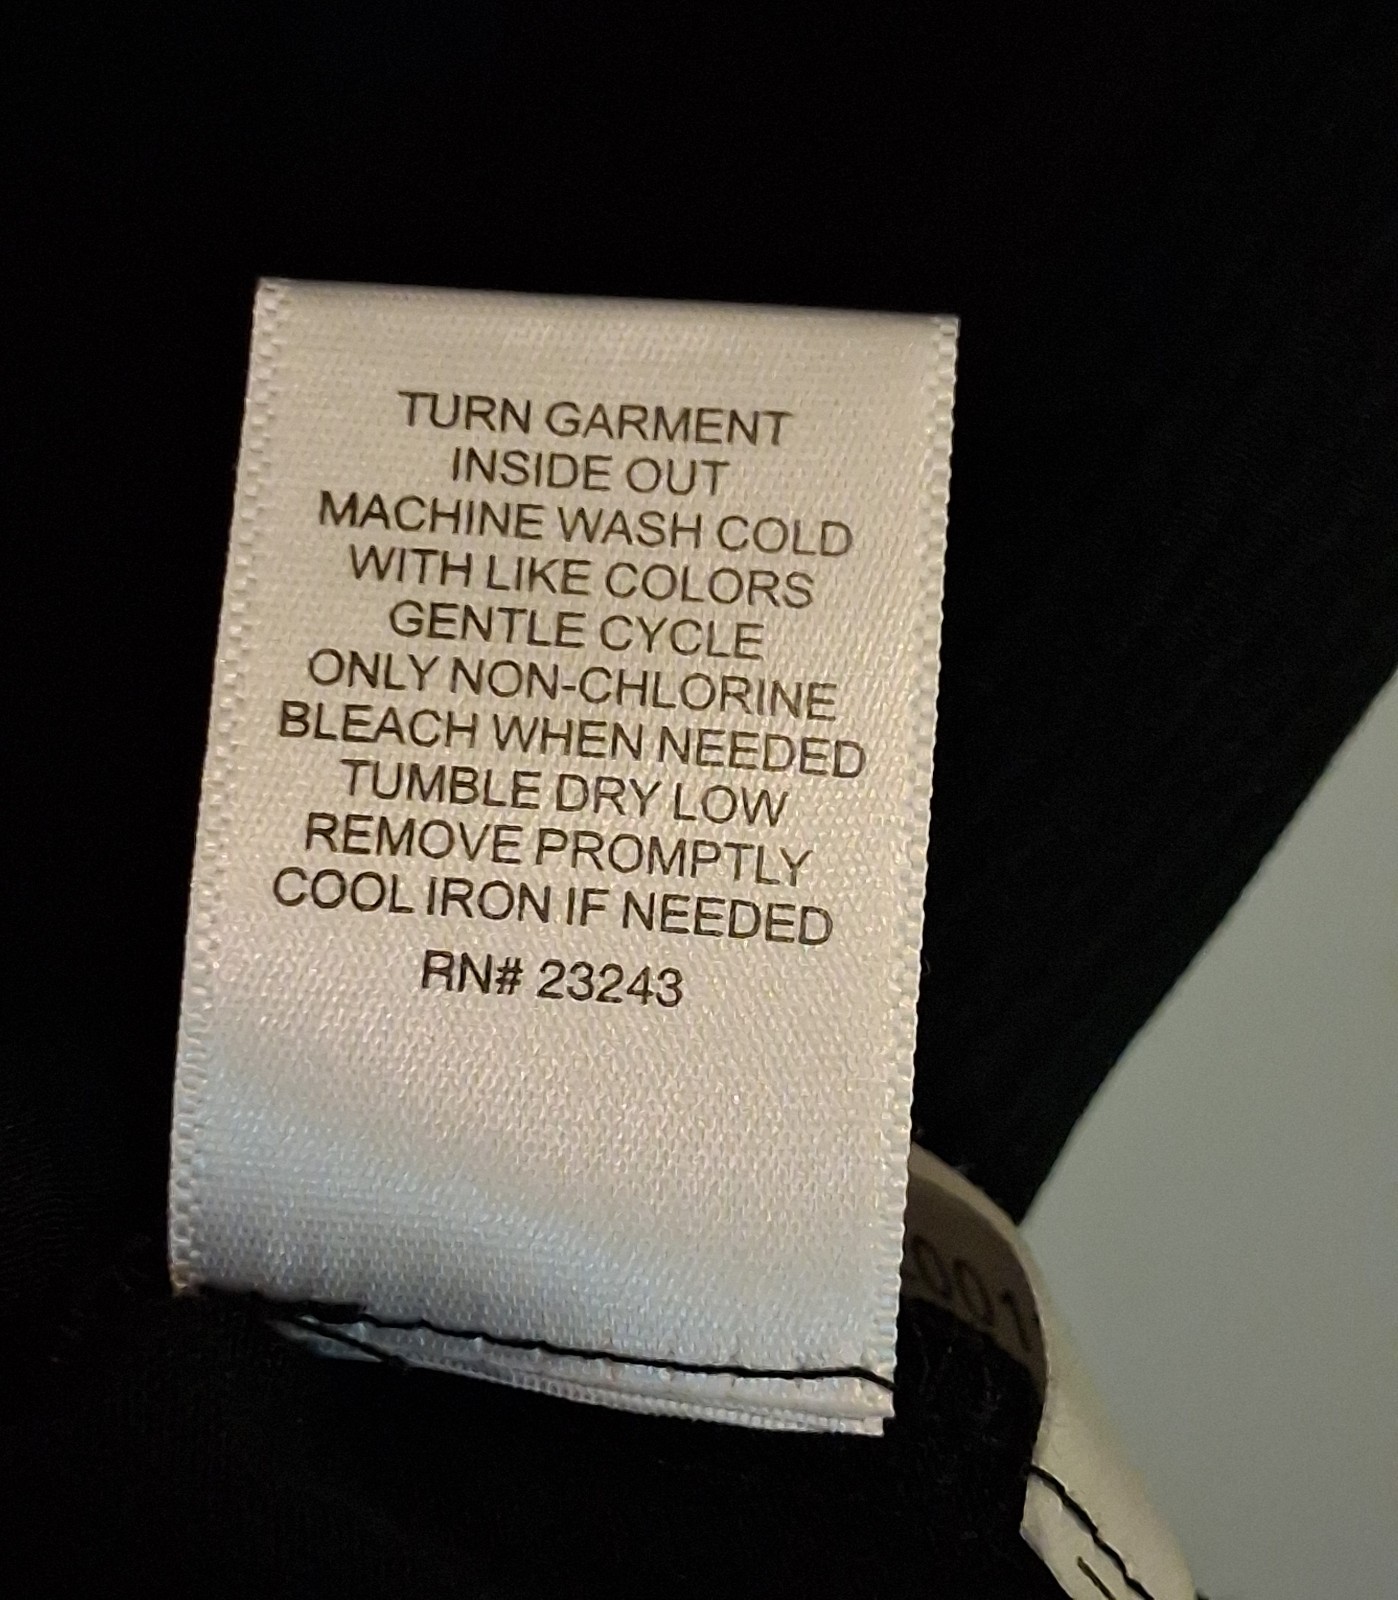 TURN GARMENT
INSIDE OUT
MACHINE WASH COLD
WITH LIKE COLORS
GENTLE CYCLE
ONLY NON-CHLORINE
BLEACH WHEN NEEDED
TUMBLE DRY LOW
REMOVE PROMPTLY
COOL IRON IF NEEDED
RN# 23243